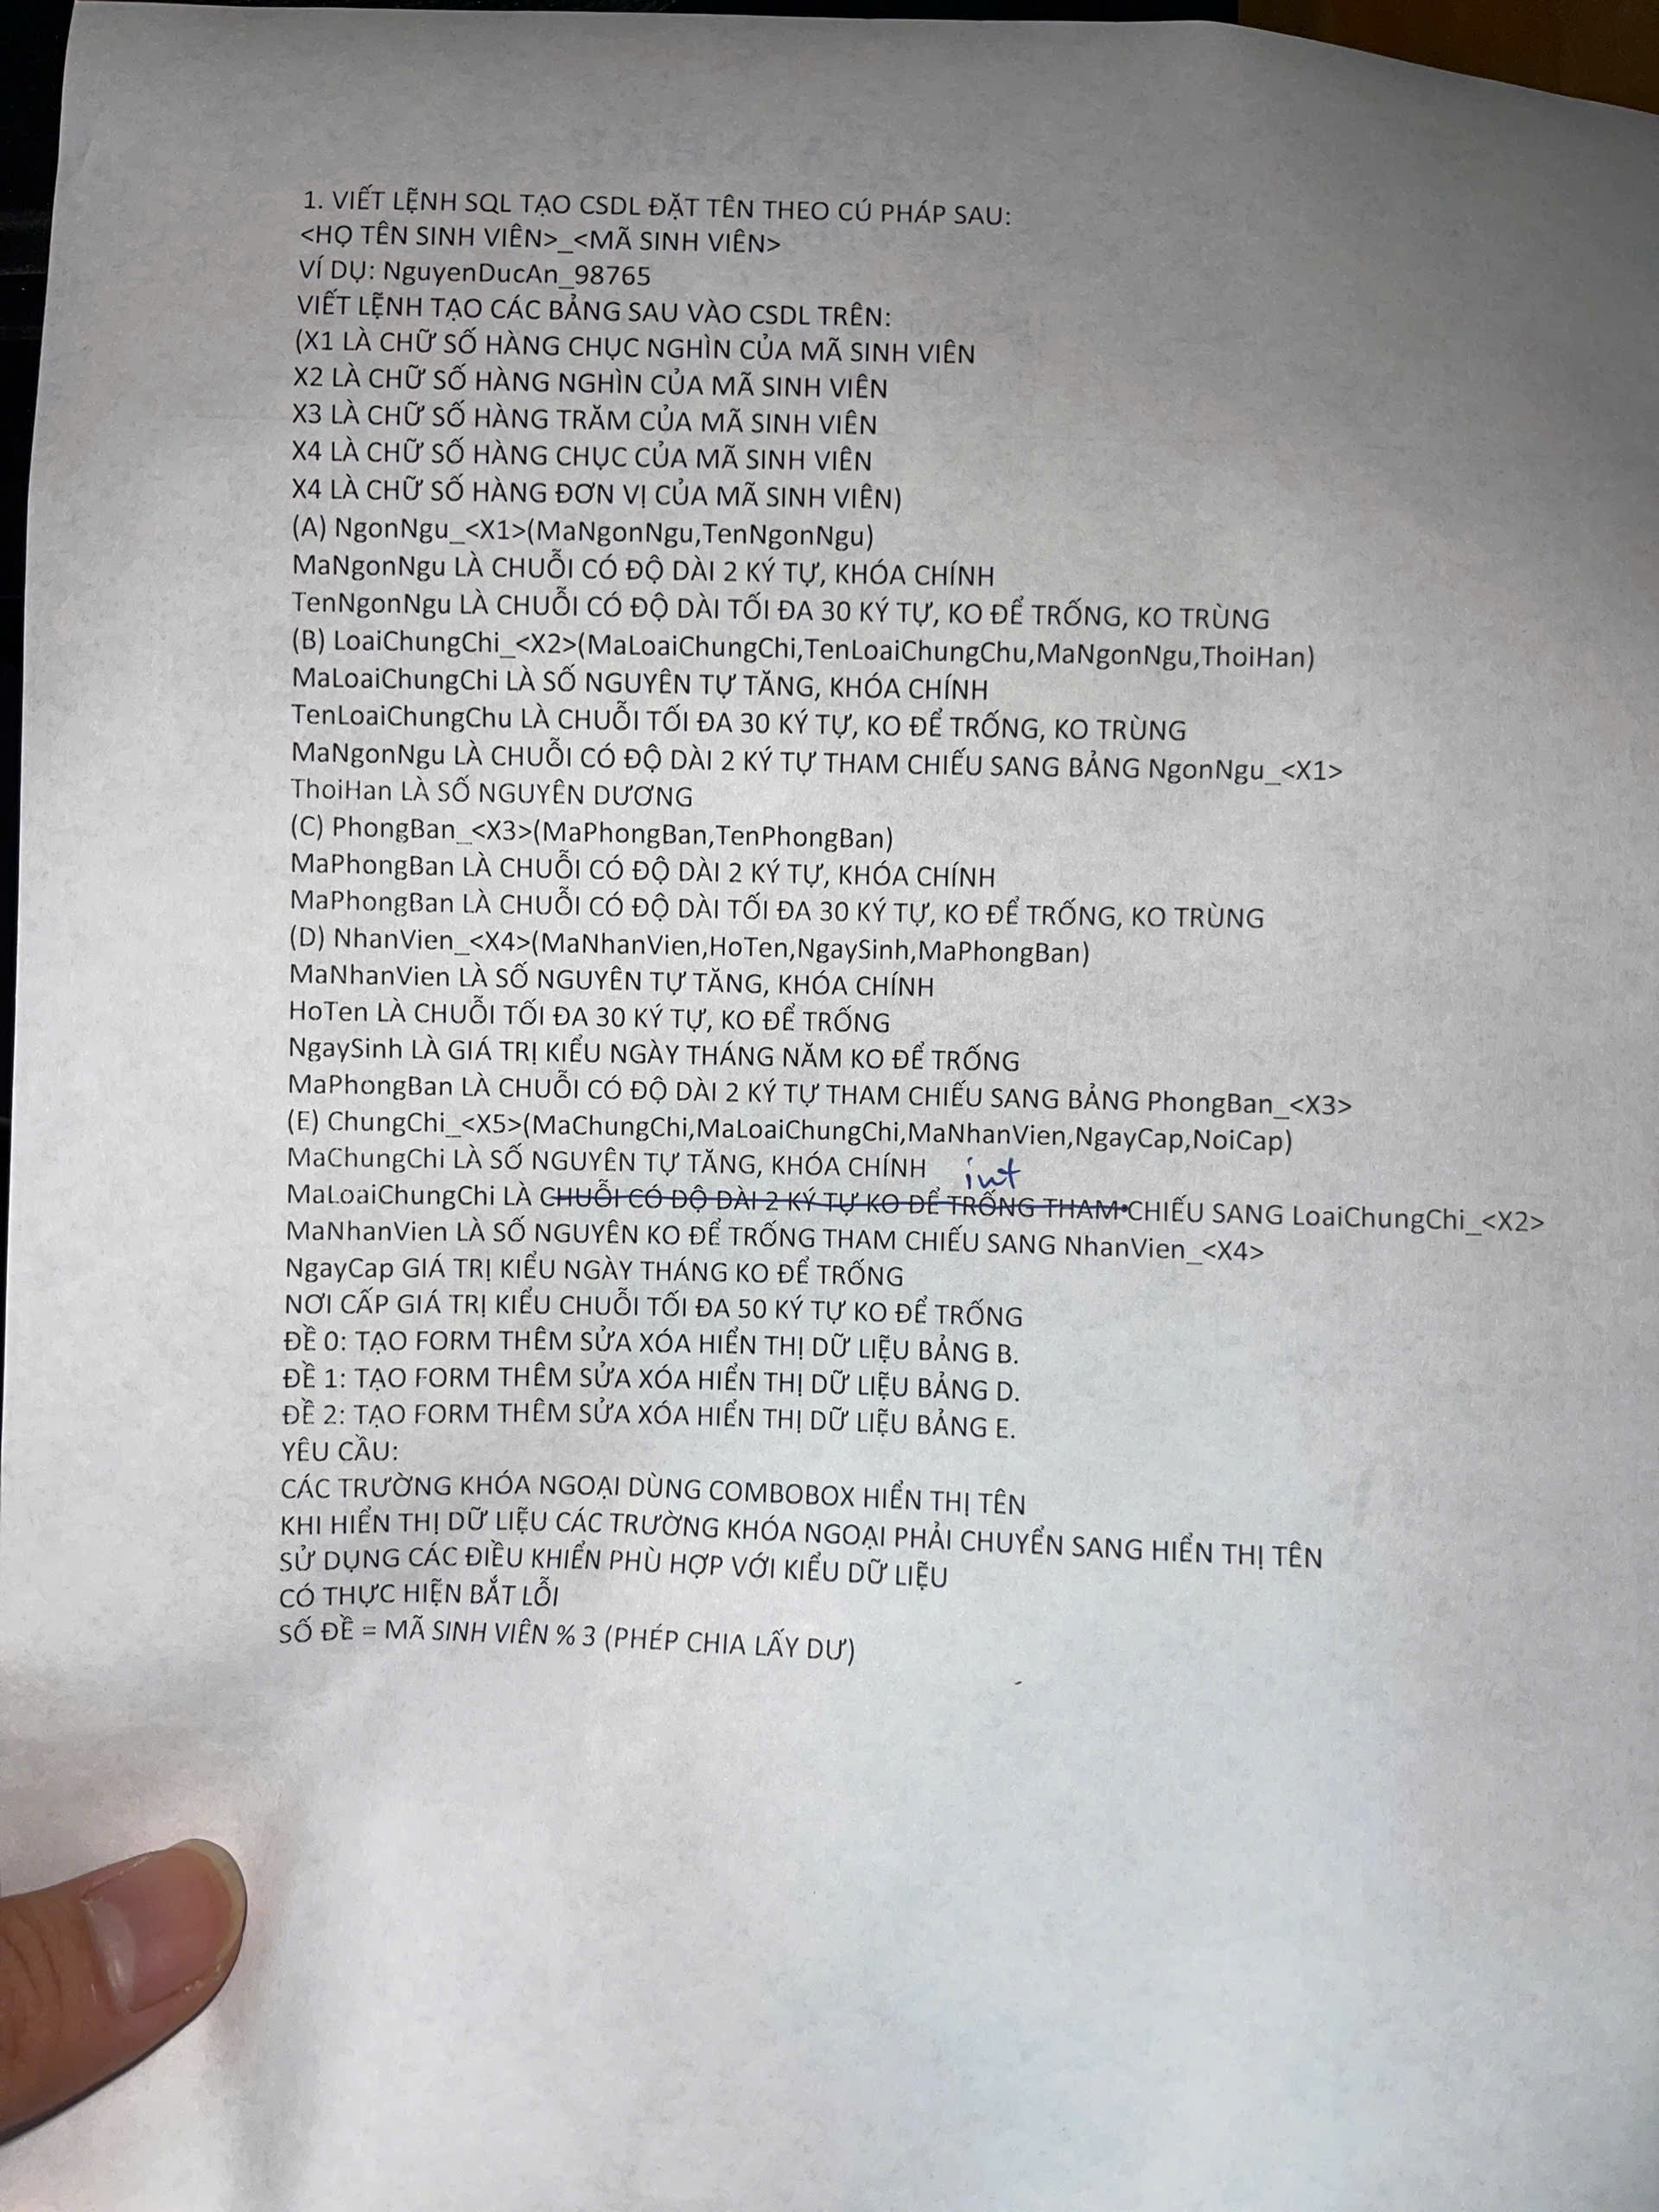 1. VIẾT LỆNH SQL TẠO CSDL ĐẶT TÊN THEO CÚ PHÁP SAU:
<HỌ TÊN SINH VIÊN>_<MÃ SINH VIÊN>
VÍ DỤ: NguyenDucAn_98765
VIẾT LỆNH TẠO CÁC BẢNG SAU VÀO CSDL TRÊN:
(X1 LÀ CHỮ SỐ HÀNG CHỤC NGHÌN CỦA MÃ SINH VIÊN
X2 LÀ CHỮ SỐ HÀNG NGHÌN CỦA MÃ SINH VIÊN
X3 LÀ CHỮ SỐ HÀNG TRĂM CỦA MÃ SINH VIÊN
X4 LÀ CHỮ SỐ HÀNG CHỤC CỦA MÃ SINH VIÊN
X4 LÀ CHỮ SỐ HÀNG ĐƠN VỊ CỦA MÃ SINH VIÊN)
(A) NgonNgu_<X1>(MaNgonNgu,TenNgonNgu)
MaNgonNgu LÀ CHUỖI CÓ ĐỘ DÀI 2 KÝ TỰ, KHÓA CHÍNH
TenNgonNgu LÀ CHUỖI CÓ ĐỘ DÀI TỐI ĐA 30 KÝ TỰ, KO ĐỂ TRỐNG, KO TRÙNG
(B) LoaiChungChi_<X2>(MaLoaiChungChi,TenLoaiChungChu,MaNgonNgu,ThoiHan)
MaLoaiChungChi LÀ SỐ NGUYÊN TỰ TĂNG, KHÓA CHÍNH
TenLoaiChungChu LÀ CHUỖI TỐI ĐA 30 KÝ TỰ, KO ĐỂ TRỐNG, KO TRÙNG
MaNgonNgu LÀ CHUỖI CÓ ĐỘ DÀI 2 KÝ TỰ THAM CHIẾU SANG BẢNG NgonNgu_<X1>
ThoiHan LÀ SỐ NGUYÊN DƯƠNG
(C) PhongBan_<X3>(MaPhongBan,TenPhongBan)
MaPhongBan LÀ CHUỖI CÓ ĐỘ DÀI 2 KÝ TỰ, KHÓA CHÍNH
MaPhongBan LÀ CHUỖI CÓ ĐỘ DÀI TỐI ĐA 30 KÝ TỰ, KO ĐỂ TRỐNG, KO TRÙNG
(D) NhanVien_<X4>(MaNhanVien,HoTen,NgaySinh,MaPhongBan)
MaNhanVien LÀ SỐ NGUYÊN TỰ TĂNG, KHÓA CHÍNH
HoTen LÀ CHUỖI TỐI ĐA 30 KÝ TỰ, KO ĐỂ TRỐNG
NgaySinh LÀ GIÁ TRỊ KIỂU NGÀY THÁNG NĂM KO ĐỂ TRỐNG
MaPhongBan LÀ CHUỖI CÓ ĐỘ DÀI 2 KÝ TỰ THAM CHIẾU SANG BẢNG PhongBan_<X3>
(E) ChungChi_<X5>(MaChungChi,MaLoaiChungChi,MaNhanVien,NgayCap,NoiCap)
MaChungChi LÀ SỐ NGUYÊN TỰ TĂNG, KHÓA CHÍNH
int
MaLoaiChungChi LÀ CHUỖI CÓ ĐỘ DÀI 2 KÝ TỰ KO ĐỂ TRỐNG THAM CHIẾU SANG LoaiChungChi_<X2>
MaNhanVien LÀ SỐ NGUYÊN KO ĐỂ TRỐNG THAM CHIẾU SANG NhanVien_<X4>
NgayCap GIÁ TRỊ KIỂU NGÀY THÁNG KO ĐỂ TRỐNG
NƠI CẤP GIÁ TRỊ KIỂU CHUỖI TỐI ĐA 50 KÝ TỰ KO ĐỂ TRỐNG
ĐỀ 0: TẠO FORM THÊM SỬA XÓA HIỂN THỊ DỮ LIỆU BẢNG B.
ĐỀ 1: TẠO FORM THÊM SỬA XÓA HIỂN THỊ DỮ LIỆU BẢNG D.
ĐỀ 2: TẠO FORM THÊM SỬA XÓA HIỂN THỊ DỮ LIỆU BẢNG E.
YÊU CẦU:
CÁC TRƯỜNG KHÓA NGOẠI DÙNG COMBOBOX HIỂN THỊ TÊN
KHI HIỂN THỊ DỮ LIỆU CÁC TRƯỜNG KHÓA NGOẠI PHẢI CHUYỂN SANG HIỂN THỊ TÊN
SỬ DỤNG CÁC ĐIỀU KHIỂN PHÙ HỢP VỚI KIỂU DỮ LIỆU
CÓ THỰC HIỆN BẮT LỖI
SỐ ĐỀ = MÃ SINH VIÊN % 3 (PHÉP CHIA LẤY DƯ)